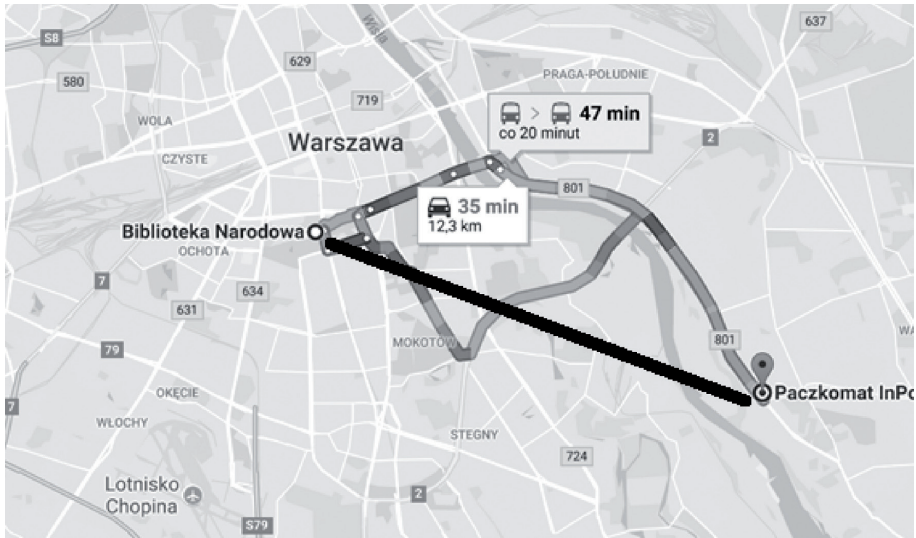 S8
637
Wisła
629
580
PRAGA-POŁUDNIE
719
47 min
co 20 minut
WOLA
2
Warszawa
CZYSTE
801
35 min
12,3 km
Biblioteka Narodowa
OCHOTA
7
634
631
WA
801
MOKOTÓW
79
Paczkomat InPo
OKĘCIE
7
WŁOCHY
STEGNY
724
Lotnisko
Chopina
2
S79